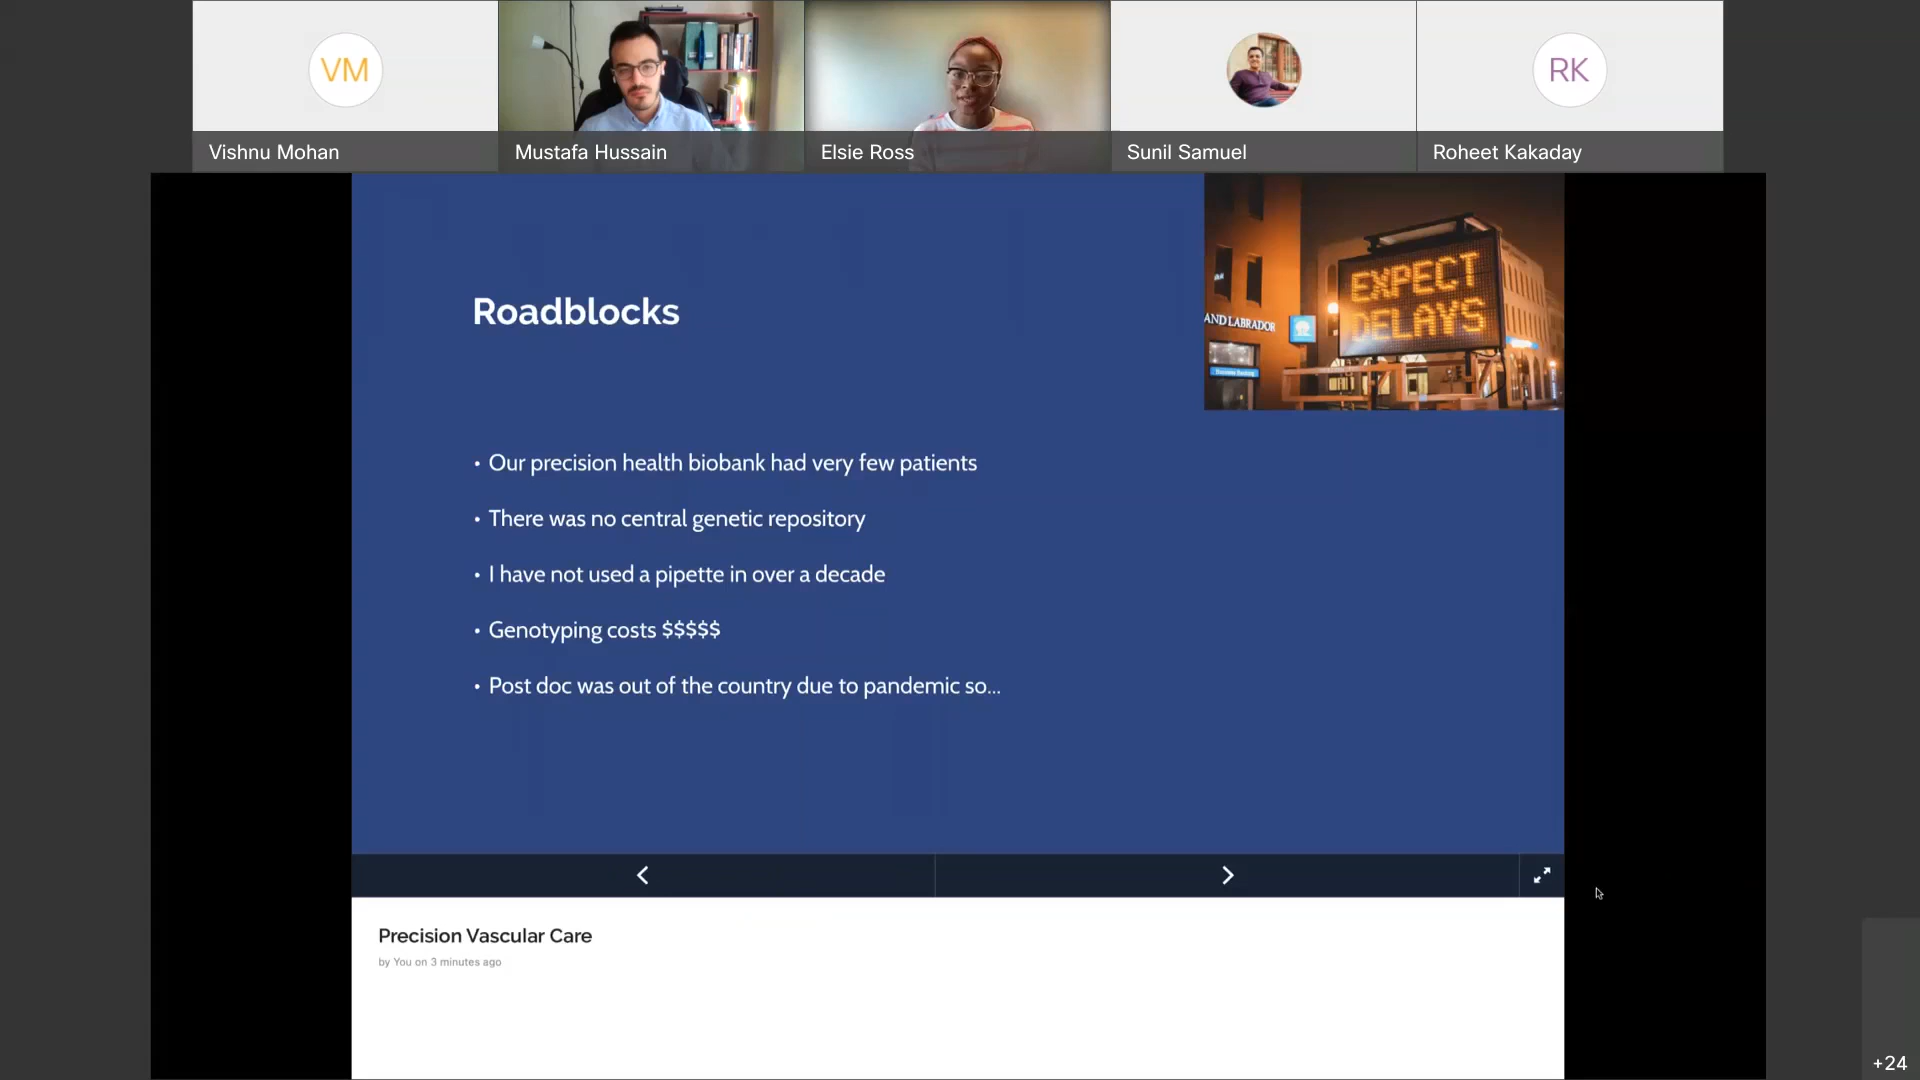 VM
RK
Vishnu Mohan
Mustafa Hussain
Elsie Ross
Sunil Samuel
Roheet Kakaday
EXPECT
DELAYS
AND LABRADOR
Roadblocks
• Our precision health biobank had very few patients
• There was no central genetic repository
• I have not used a pipette in over a decade
• Genotyping costs $$$$$
• Post doc was out of the country due to pandemic so...
Precision Vascular Care
by You on 3 minutes ago
+24